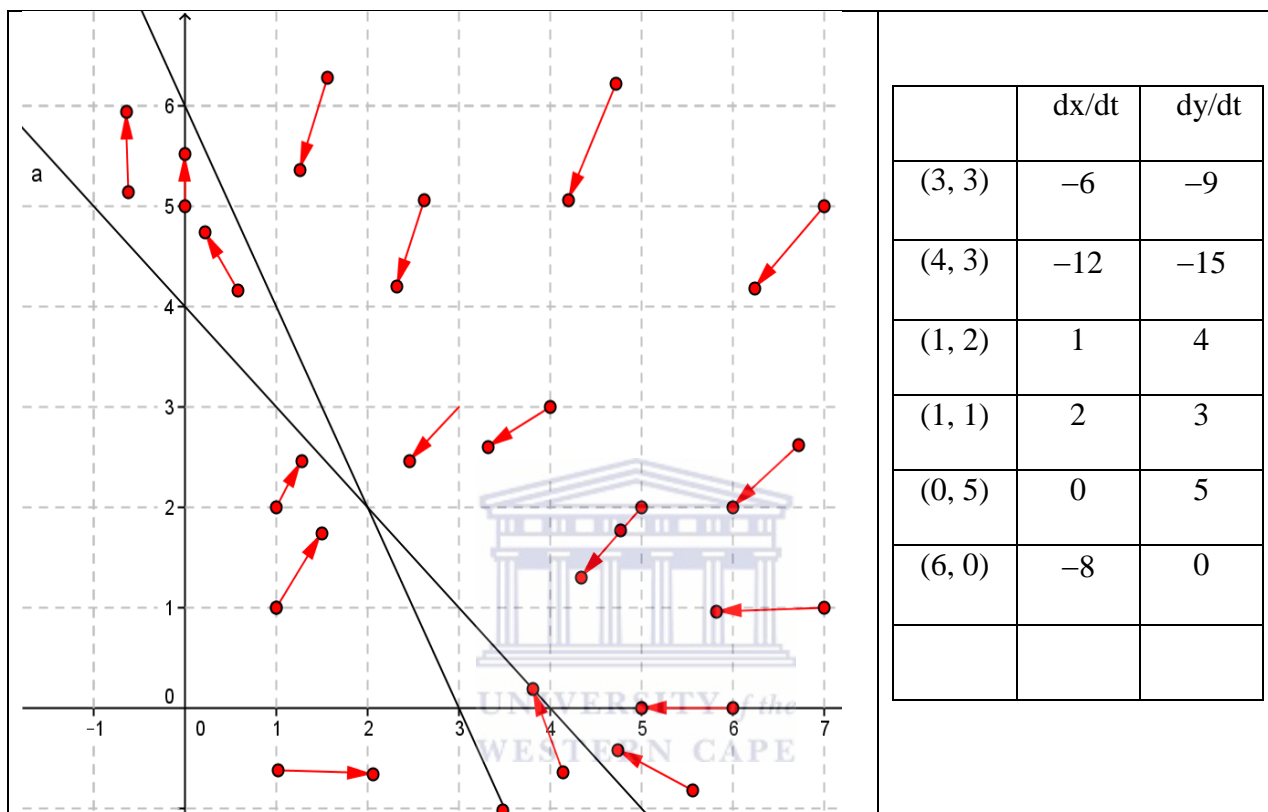 a
6
5
4
3
2
1
0
−1 0 1 2 3 4 5 6 7
UNIVERSITY of the
WESTERN CAPE
dx/dt dy/dt
(3, 3) −6 −9
(4, 3) −12 −15
(1, 2) 1 4
(1, 1) 2 3
(0, 5) 0 5
(6, 0) −8 0